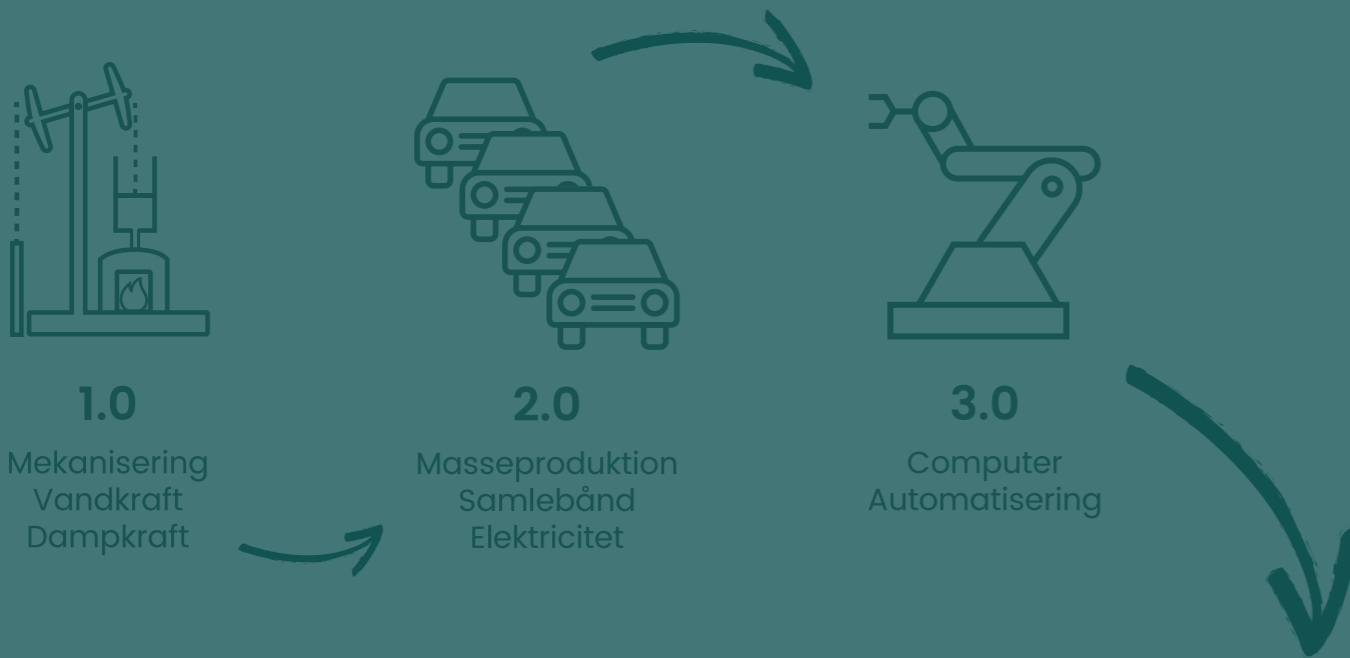 1.0
Mekanisering
Vandkraft
Dampkraft
2.0
Masseproduktion
Samlebånd
Elektricitet
3.0
Computer
Automatisering